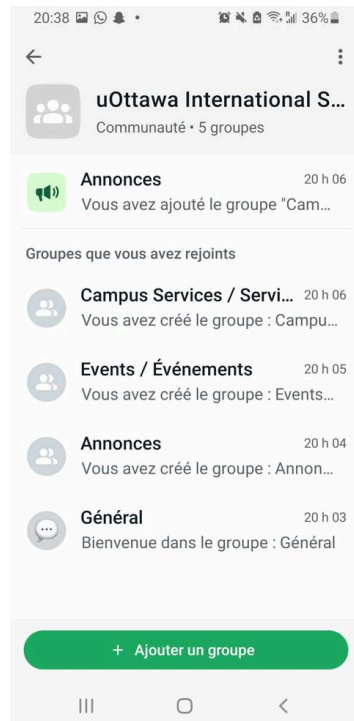 20:38 36%
uOttawa International S...
Communauté • 5 groupes
Annonces 20 h 06
Vous avez ajouté le groupe "Cam...
Groupes que vous avez rejoints
Campus Services / Servi... 20 h 06
Vous avez créé le groupe : Campu...
Events / Événements 20 h 05
Vous avez créé le groupe : Events...
Annonces 20 h 04
Vous avez créé le groupe : Annon...
Général 20 h 03
Bienvenue dans le groupe : Général
+ Ajouter un groupe